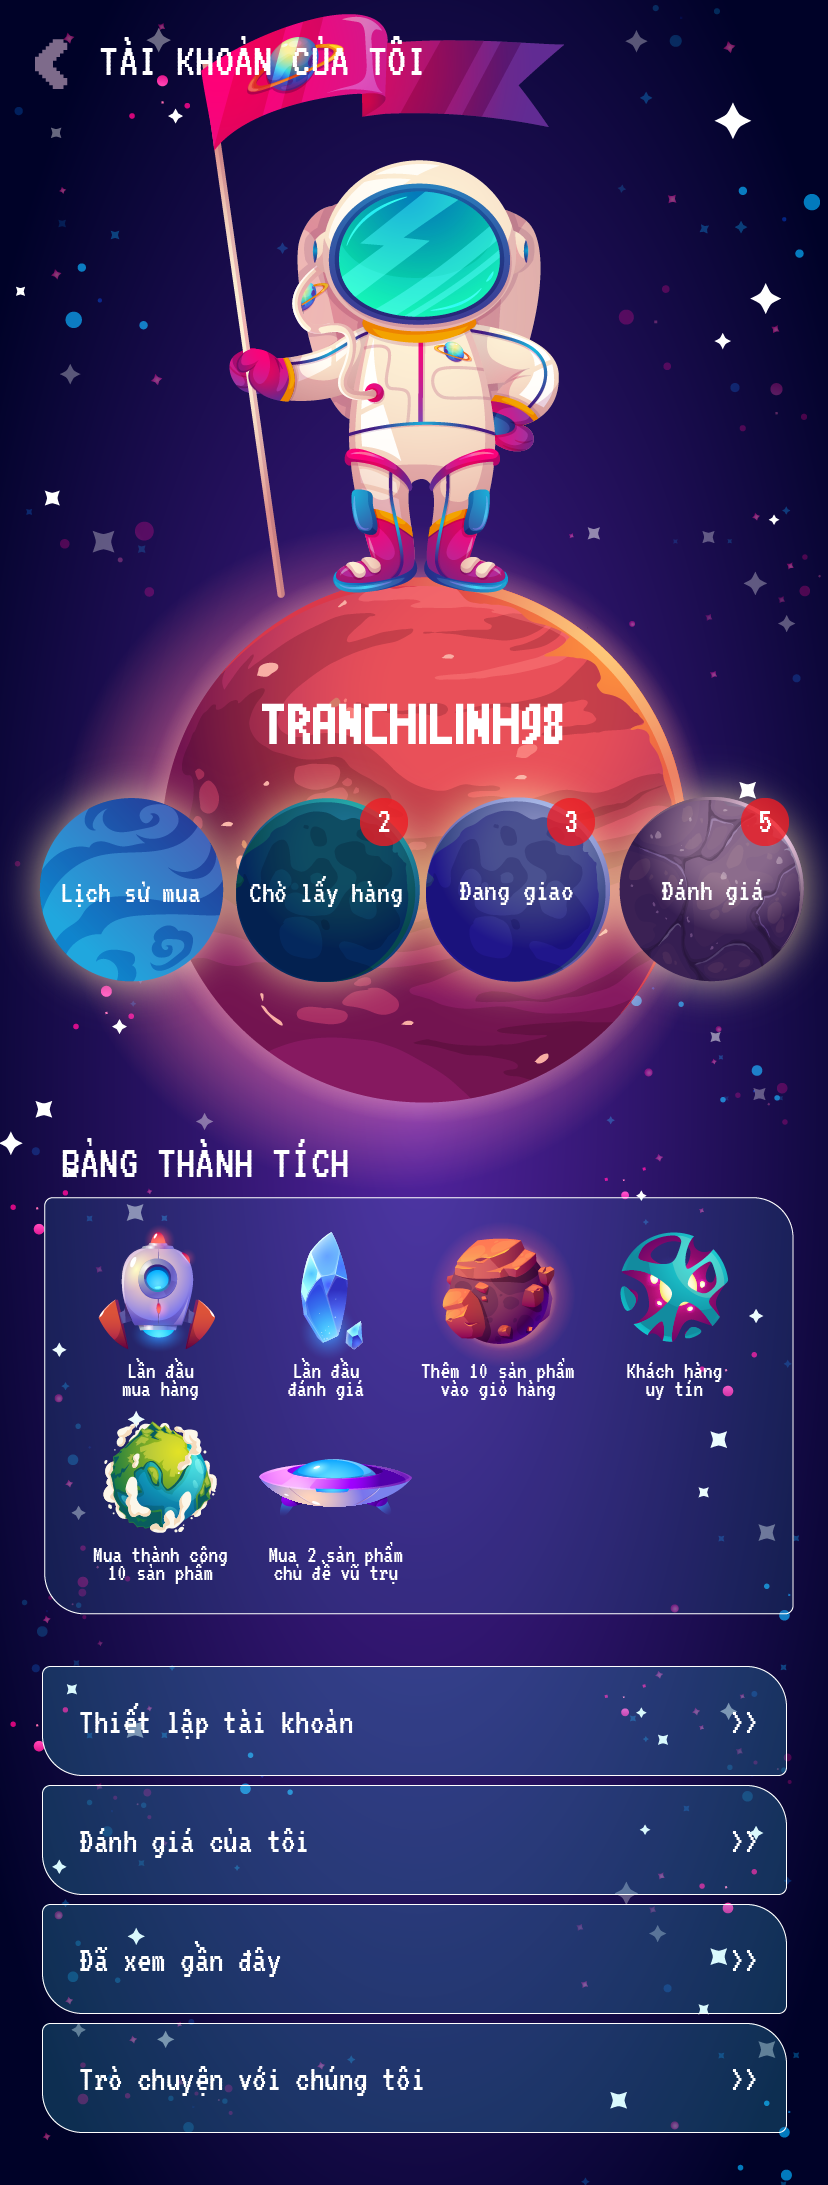 TÀI KHOẢN CỦA TÔI
TRANCHILINH98
2
3
5
Lịch sử mua
Chờ lấy hàng
Đang giao
Đánh giá
BẢNG THÀNH TÍCH
Lần đầu
mua hàng
Lần đầu
đánh giá
Thêm 10 sản phẩm
vào giỏ hàng
Khách hàng
uy tín
Mua thành công
10 sản phẩm
Mua 2 sản phẩm
chủ đề vũ trụ
Thiết lập tài khoản
Đánh giá của tôi
Đã xem gần đây
Trò chuyện với chúng tôi